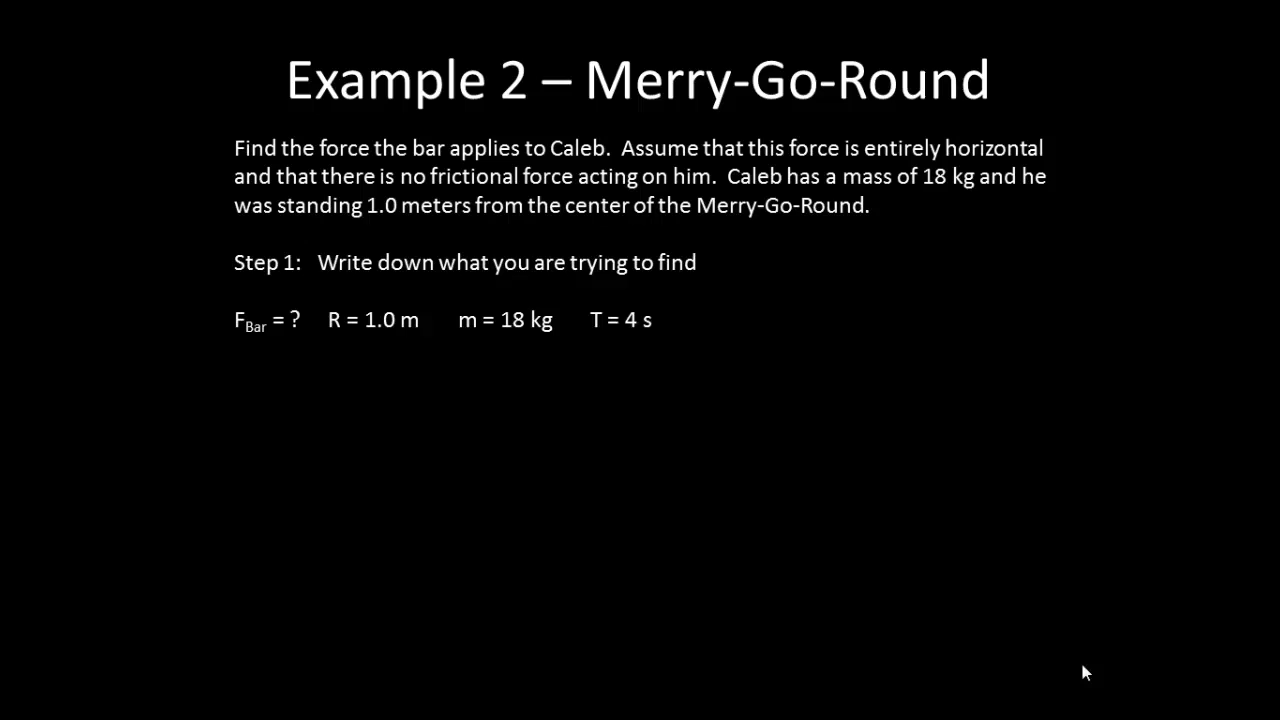 Example 2 – Merry-Go-Round
Find the force the bar applies to Caleb.  Assume that this force is entirely horizontal
and that there is no frictional force acting on him.  Caleb has a mass of 18 kg and he
was standing 1.0 meters from the center of the Merry-Go-Round.
Step 1:   Write down what you are trying to find
F_Bar = ?     R = 1.0 m     m = 18 kg     T = 4 s